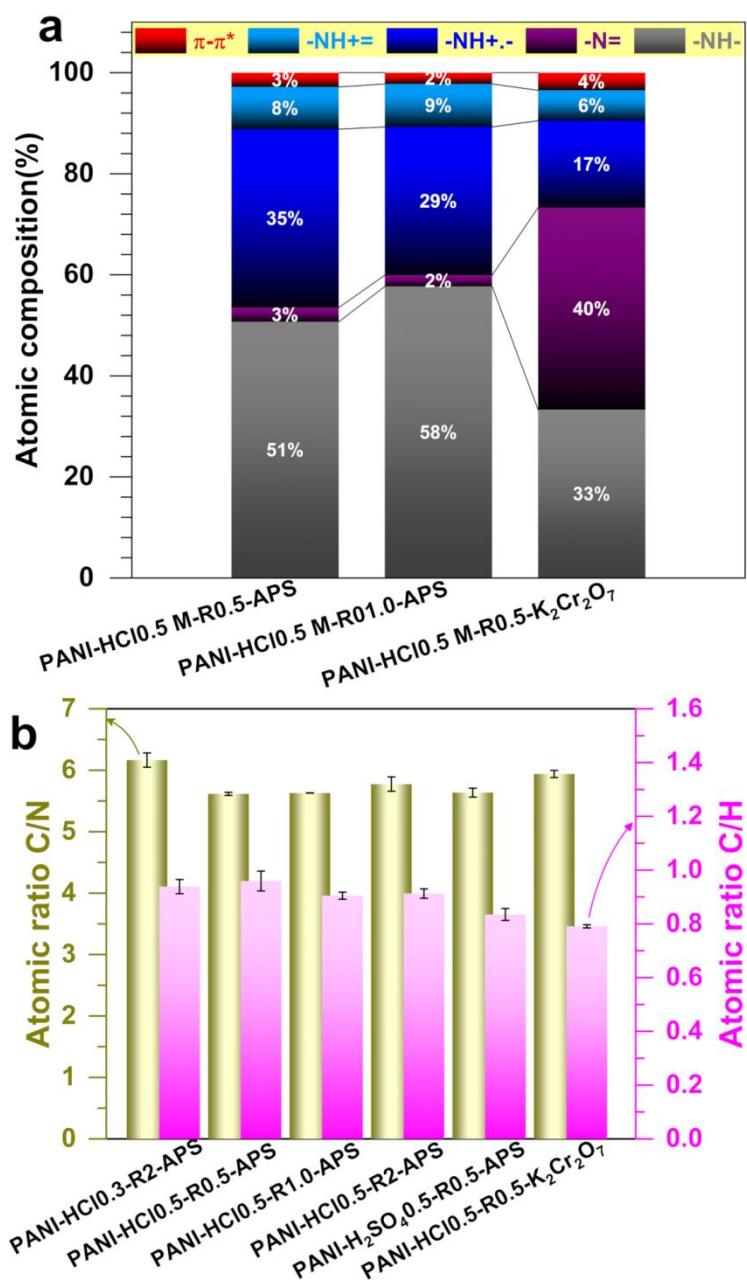 a
π-π* -NH+= -NH+.- -N= -NH-
Atomic composition(%)
100
80
60
40
20
0
3% 2% 4%
8% 9% 6%
35% 29% 17%
3% 2% 40%
51% 58% 33%
PANI-HCl0.5 M-R0.5-APS
PANI-HCl0.5 M-R01.0-APS
PANI-HCl0.5 M-R0.5-K₂Cr₂O₇
b
Atomic ratio C/N
7
6
5
4
3
2
1
0
Atomic ratio C/H
1.6
1.4
1.2
1.0
0.8
0.6
0.4
0.2
0.0
PANI-HCl0.3-R2-APS
PANI-HCl0.5-R0.5-APS
PANI-HCl0.5-R1.0-APS
PANI-HCl0.5-R2-APS
PANI-H₂SO₄0.5-R0.5-APS
PANI-HCl0.5-R0.5-K₂Cr₂O₇